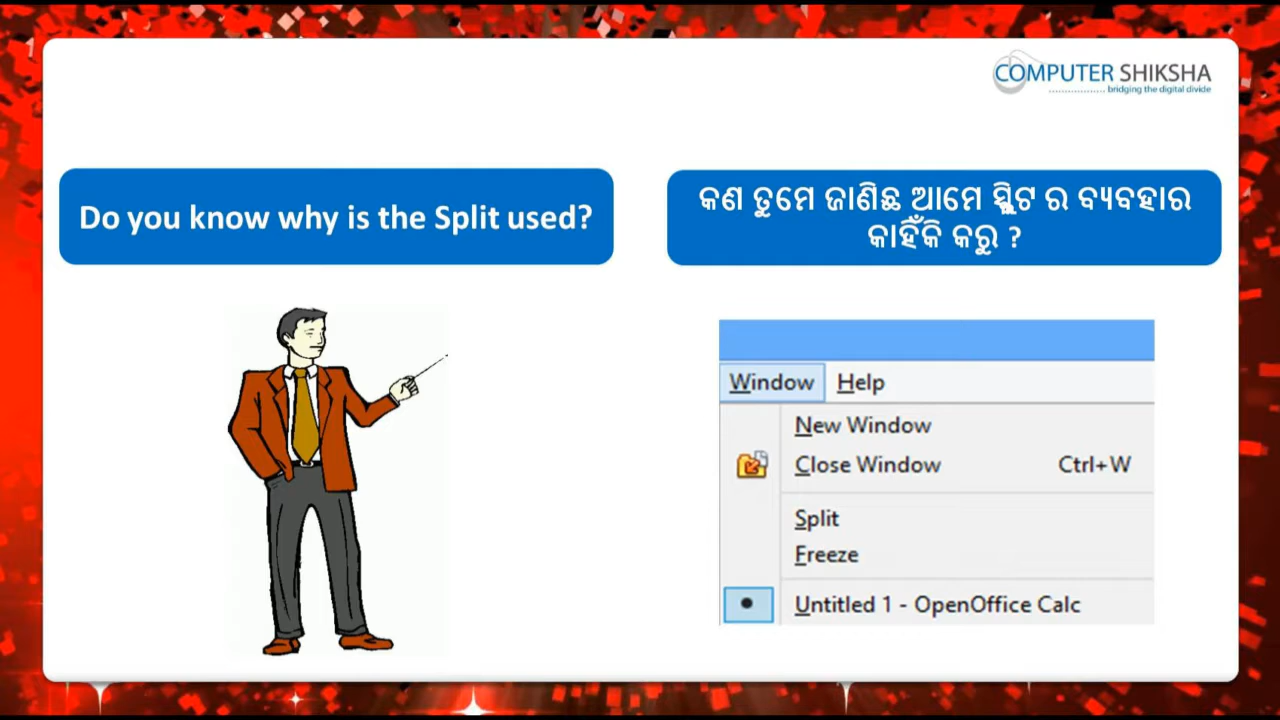 COMPUTER SHIKSHA
bridging the digital divide
Do you know why is the Split used?
କଣ ତୁମେ ଜାଣିଛ ଆମେ ସ୍ପ୍ଲିଟ ର ବ୍ୟବହାର
କାହିଁକି କରୁ ?
Window Help
New Window
Close Window Ctrl+W
Split
Freeze
Untitled 1 - OpenOffice Calc